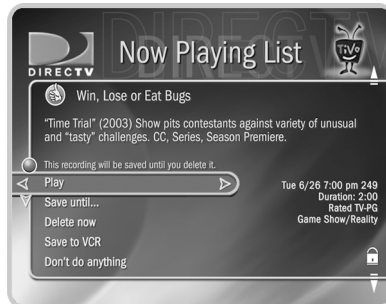 DIRECTV
Now Playing List
TiVo
Win, Lose or Eat Bugs
"Time Trial" (2003) Show pits contestants against variety of unusual
and "tasty" challenges. CC, Series, Season Premiere.
This recording will be saved until you delete it.
Play
Save until...
Delete now
Save to VCR
Don't do anything
Tue 6/26 7:00 pm 249
Duration: 2:00
Rated TV-PG
Game Show/Reality